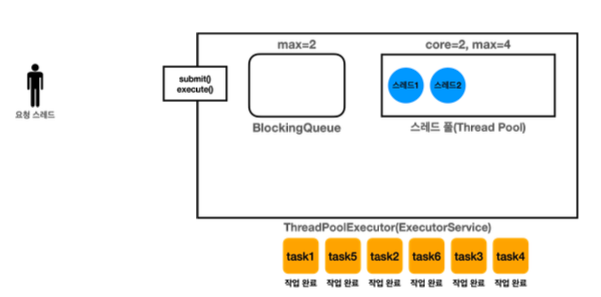 max=2
core=2, max=4
submit()
execute()
스레드1
스레드2
요청 스레드
BlockingQueue
스레드 풀(Thread Pool)
ThreadPoolExecutor(ExecutorService)
task1 task5 task2 task6 task3 task4
작업 완료 작업 완료 작업 완료 작업 완료 작업 완료 작업 완료